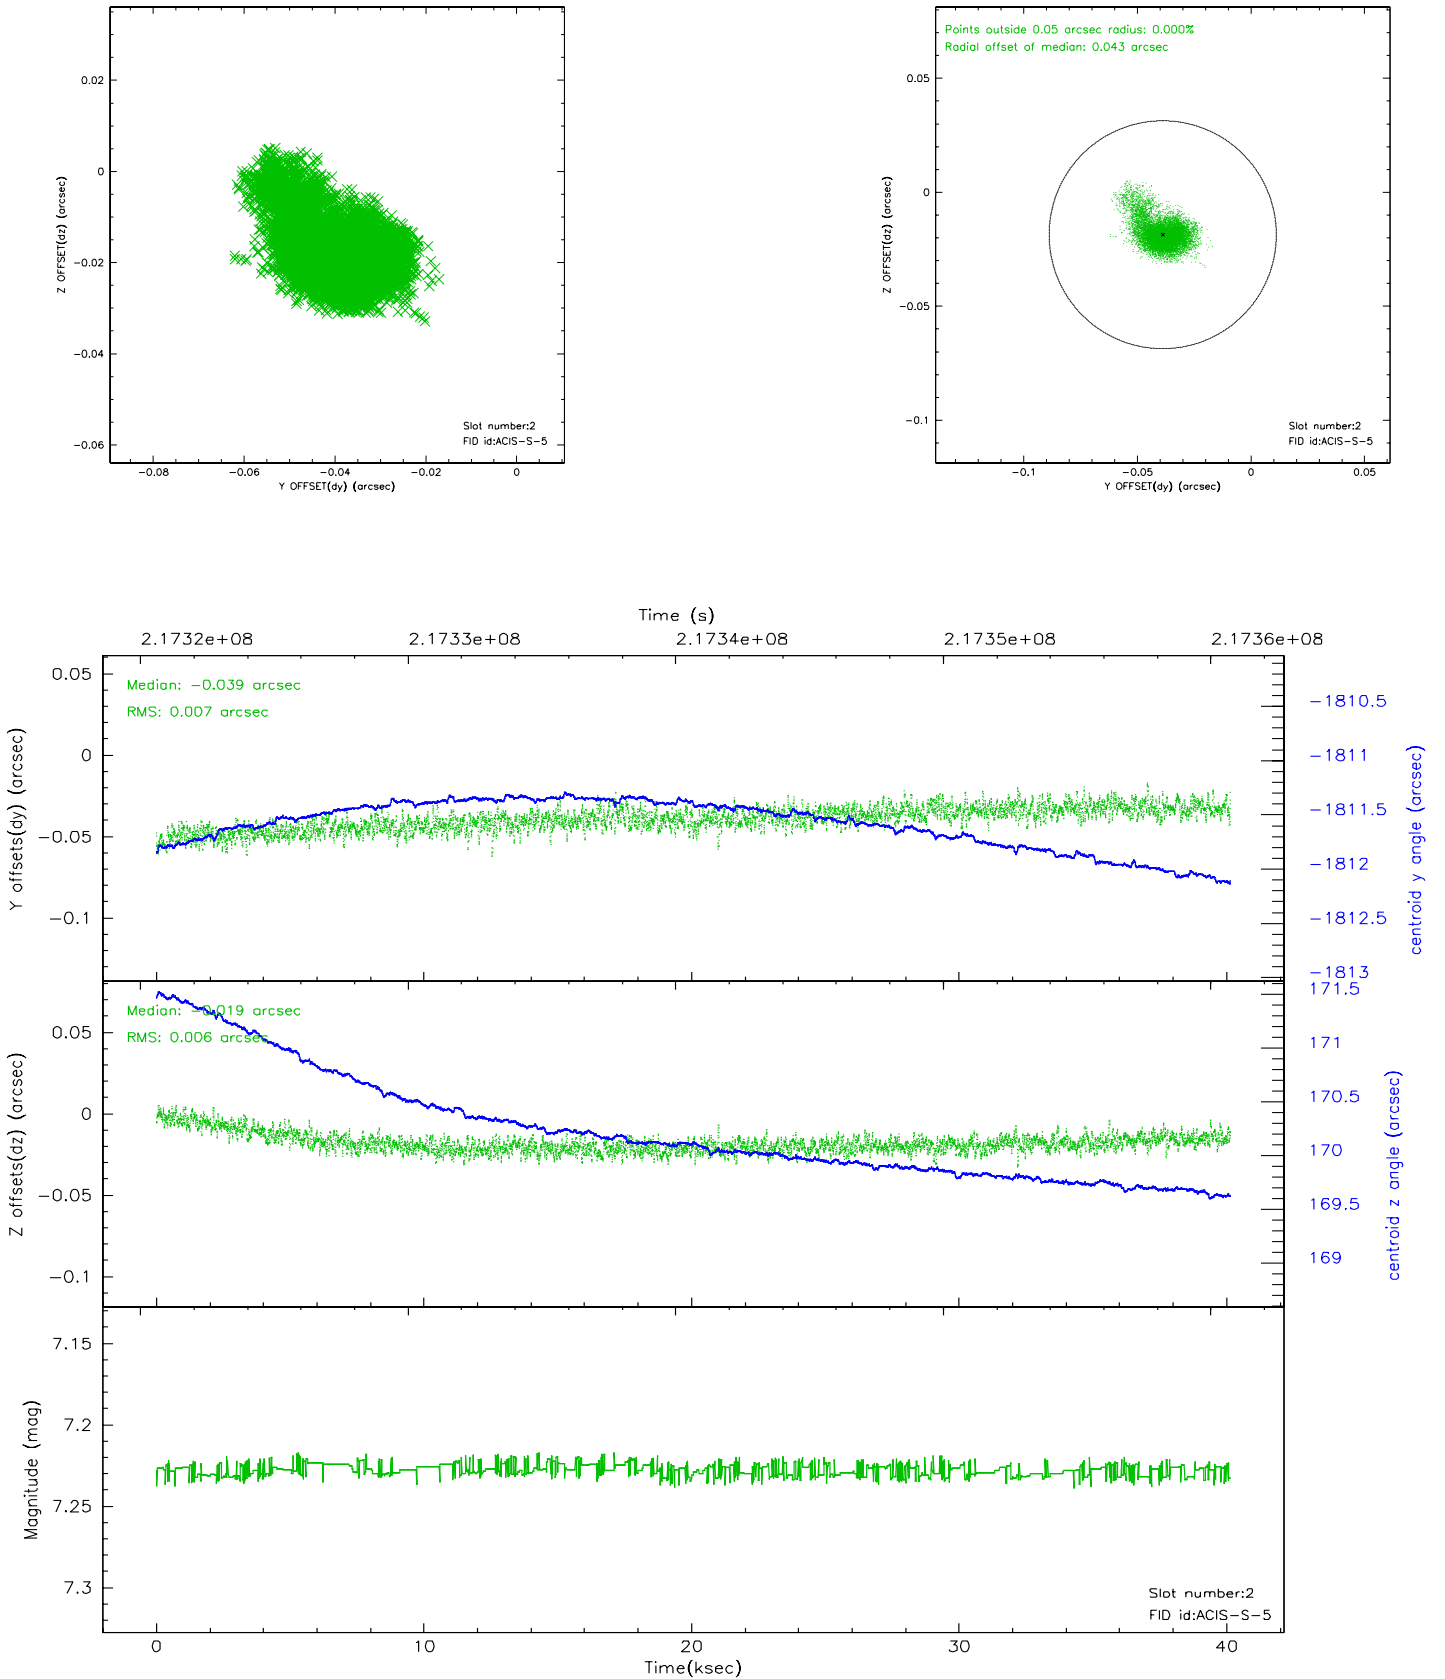 0.02
0
−0.02
−0.04
−0.06
Z OFFSET(dz) (arcsec)
Slot number:2
FID id:ACIS−S−5
−0.08
−0.06
−0.04
−0.02
0
Y OFFSET(dy) (arcsec)
Points outside 0.05 arcsec radius: 0.000%
Radial offset of median: 0.043 arcsec
0.05
0
−0.05
−0.1
Z OFFSET(dz) (arcsec)
Slot number:2
FID id:ACIS−S−5
−0.1
−0.05
0
0.05
Y OFFSET(dy) (arcsec)
Time (s)
2.1732e+08
2.1733e+08
2.1734e+08
2.1735e+08
2.1736e+08
Median: −0.039 arcsec
RMS: 0.007 arcsec
0.05
0
−0.05
−0.1
Y offsets(dy) (arcsec)
−1810.5
−1811
−1811.5
−1812
−1812.5
−1813
centroid y angle (arcsec)
Median: −0.019 arcsec
RMS: 0.006 arcsec
0.05
0
−0.05
−0.1
Z offsets(dz) (arcsec)
171.5
171
170.5
170
169.5
169
centroid z angle (arcsec)
7.15
7.2
7.25
7.3
Magnitude (mag)
Slot number:2
FID id:ACIS−S−5
0
10
20
30
40
Time(ksec)